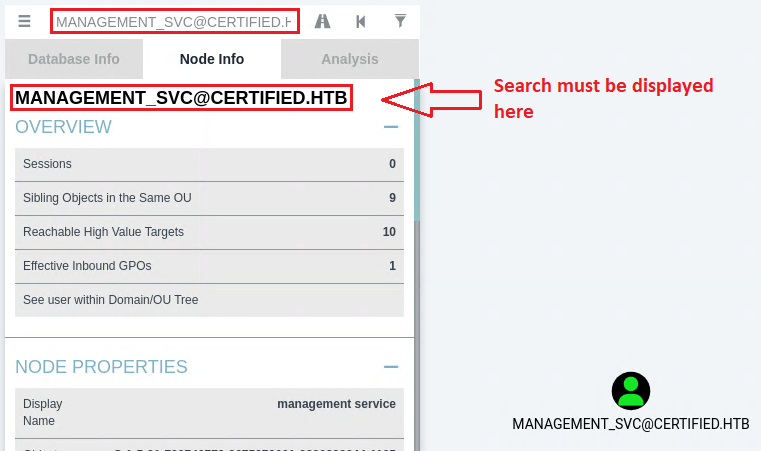 MANAGEMENT_SVC@CERTIFIED.H
Database Info Node Info Analysis
MANAGEMENT_SVC@CERTIFIED.HTB
Search must be displayed
here
OVERVIEW
Sessions 0
Sibling Objects in the Same OU 9
Reachable High Value Targets 10
Effective Inbound GPOs 1
See user within Domain/OU Tree
NODE PROPERTIES
Display management service
Name
MANAGEMENT_SVC@CERTIFIED.HTB